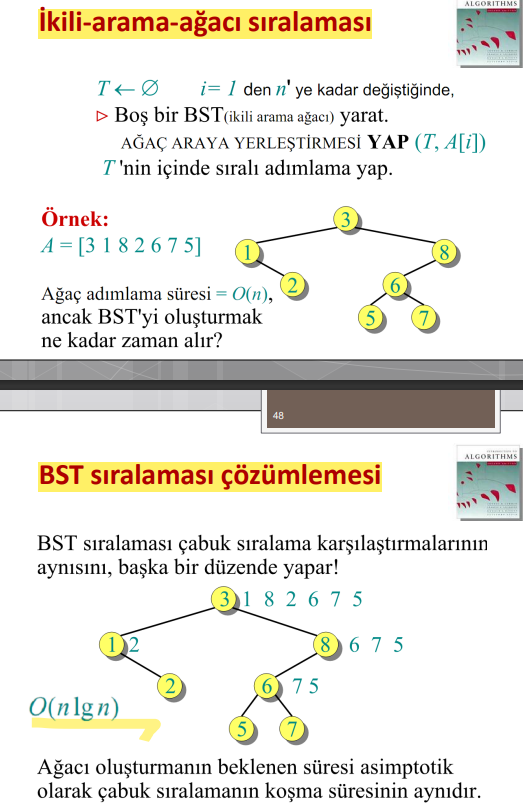 İkili-arama-ağacı sıralaması
ALGORITHMS
T ← ∅ i= 1 den n' ye kadar değiştiğinde,
▷ Boş bir BST(ikili arama ağacı) yarat.
AĞAÇ ARAYA YERLEŞTİRMESİ YAP (T, A[i])
T 'nin içinde sıralı adımlama yap.
Örnek:
A = [3 1 8 2 6 7 5]
3
1 8
2 6
5 7
Ağaç adımlama süresi = O(n),
ancak BST'yi oluşturmak
ne kadar zaman alır?
48
BST sıralaması çözümlemesi
ALGORITHMS
BST sıralaması çabuk sıralama karşılaştırmalarının
aynısını, başka bir düzende yapar!
3 1 8 2 6 7 5
1 2 8 6 7 5
2 6 7 5
O(n lg n)
5 7
Ağacı oluşturmanın beklenen süresi asimptotik
olarak çabuk sıralamanın koşma süresinin aynıdır.